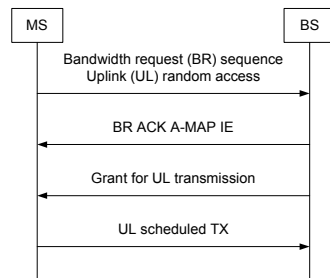 MS
BS
Bandwidth request (BR) sequence
Uplink (UL) random access
BR ACK A-MAP IE
Grant for UL transmission
UL scheduled TX